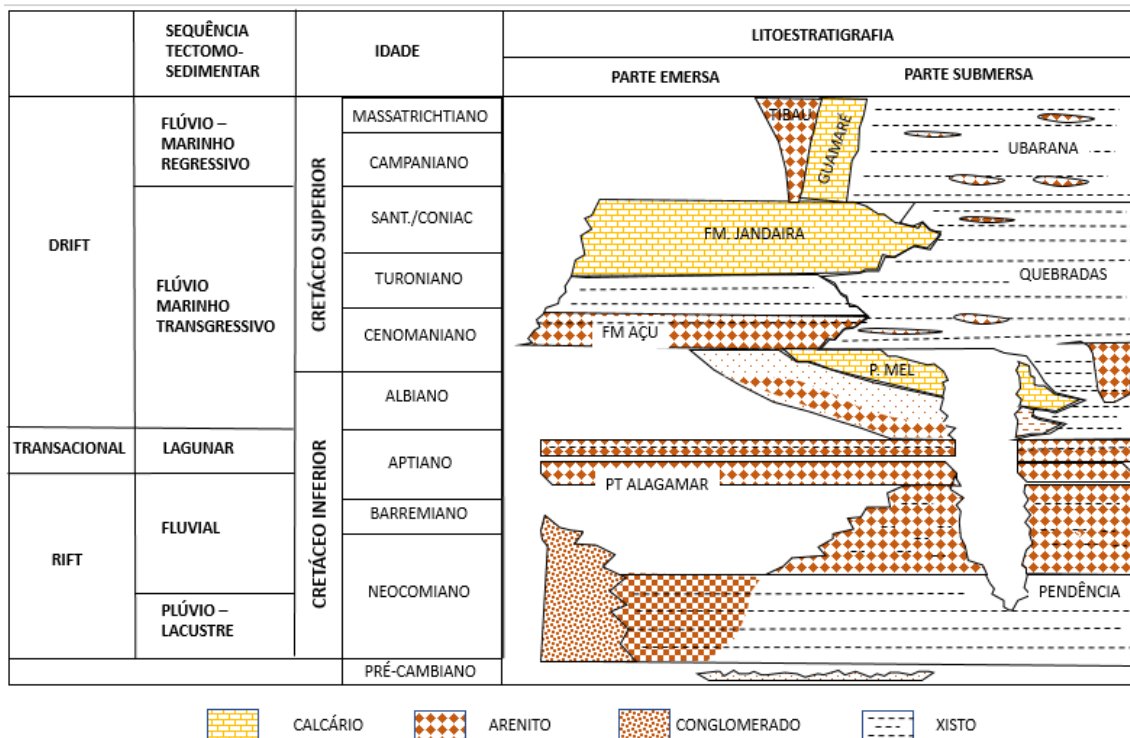 SEQUÊNCIA
TECTOMO-
SEDIMENTAR
IDADE
LITOESTRATIGRAFIA
PARTE EMERSA
PARTE SUBMERSA
DRIFT
TRANSACIONAL
RIFT
FLÚVIO –
MARINHO
REGRESSIVO
FLÚVIO
MARINHO
TRANSGRESSIVO
LAGUNAR
FLUVIAL
PLÚVIO –
LACUSTRE
CRETÁCEO SUPERIOR
CRETÁCEO INFERIOR
MASSATRICHTIANO
CAMPANIANO
SANT./CONIAC
TURONIANO
CENOMANIANO
ALBIANO
APTIANO
BARREMIANO
NEOCOMIANO
PRÉ-CAMBIANO
TIBAU
GUAMARÉ
UBARANA
FM. JANDAIRA
QUEBRADAS
FM AÇU
P. MEL
PT ALAGAMAR
PENDÊNCIA
CALCÁRIO
ARENITO
CONGLOMERADO
XISTO